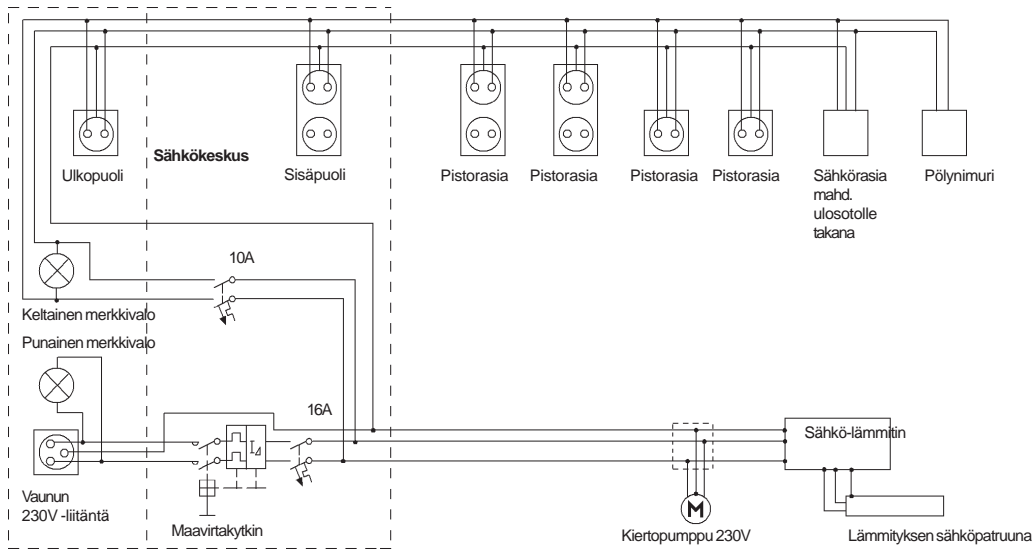 Ulkopuoli
Sähkökeskus
Sisäpuoli
Pistorasia
Pistorasia
Pistorasia
Pistorasia
Sähkörasia
mahd.
ulosotolle
takana
Pölynimuri
10A
Keltainen merkkivalo
Punainen merkkivalo
16A
I⊿
Sähkö-lämmitin
M
Vaunun
230V -liitäntä
Maavirtakytkin
Kiertopumppu 230V
Lämmityksen sähköpatruuna